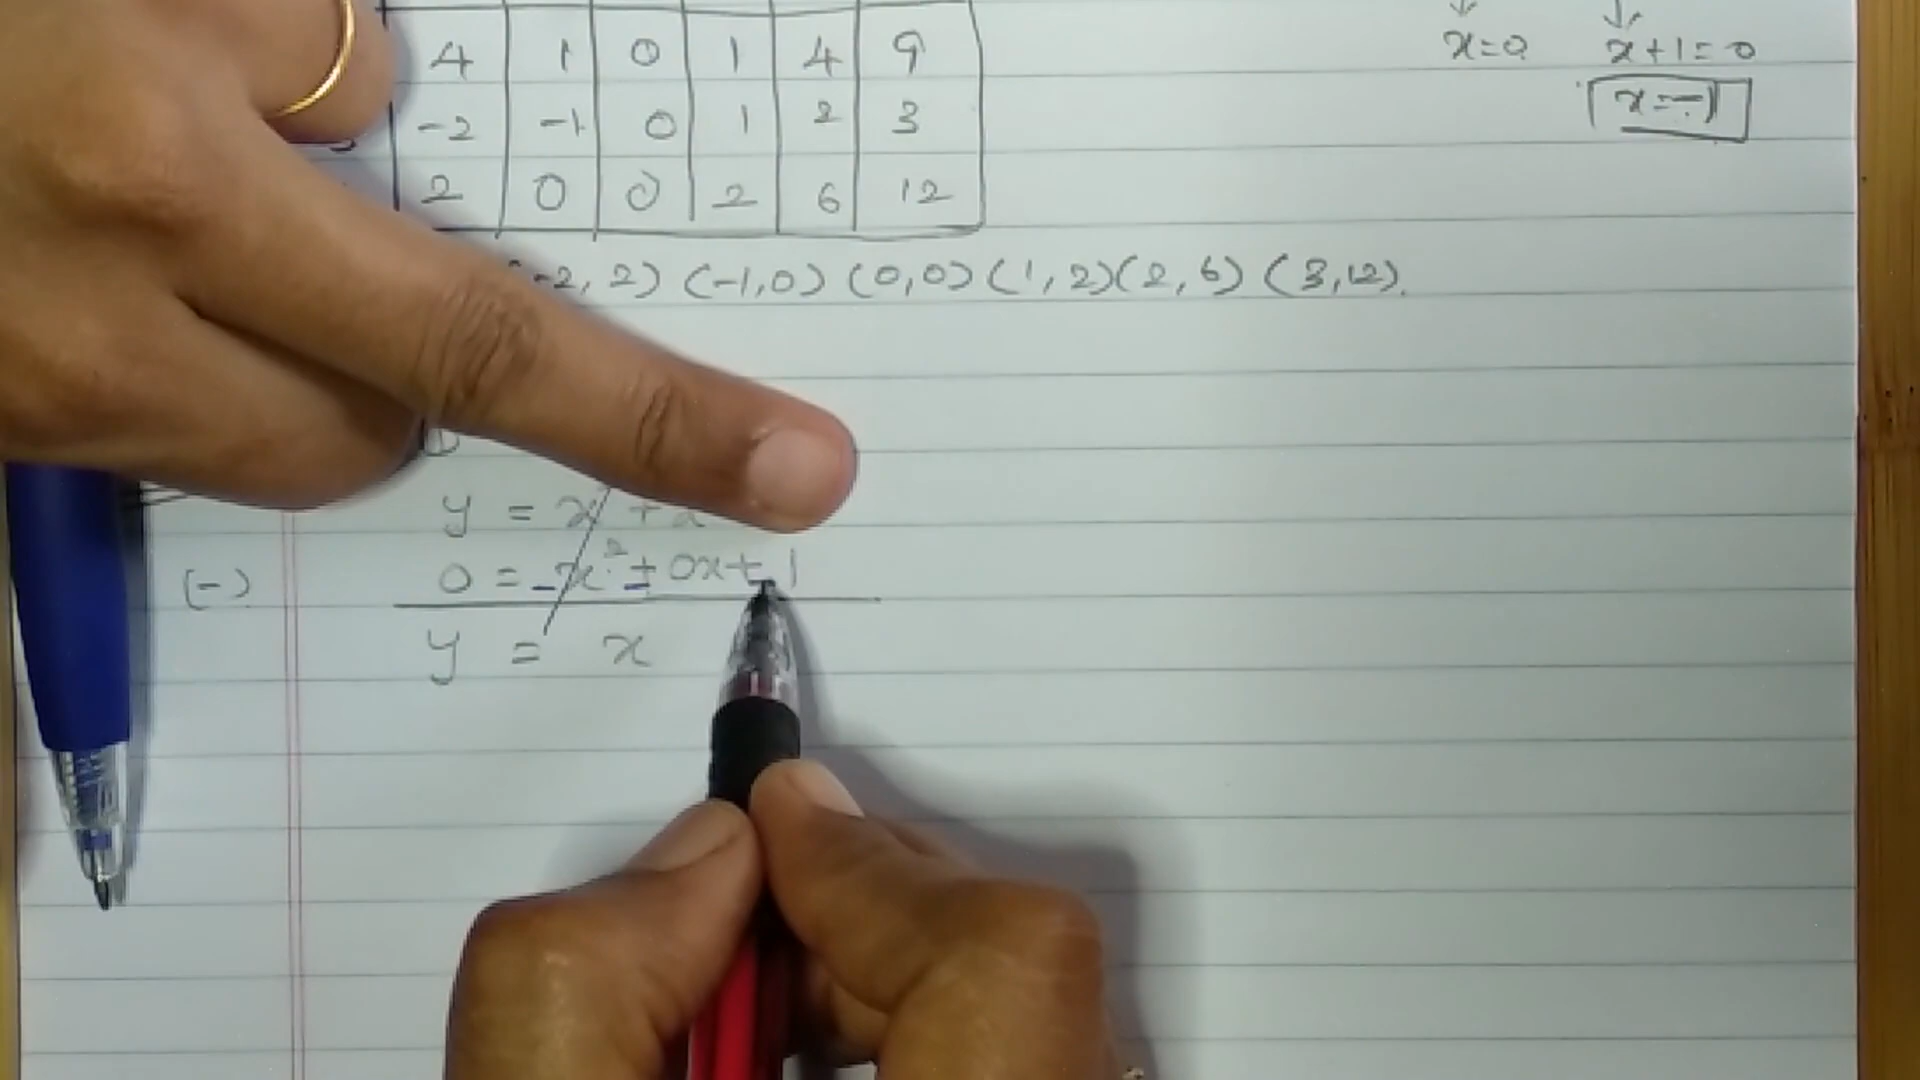 4 1 0 1 4 9
-2 -1 0 1 2 3
2 0 0 2 6 12
x=0 x+1=0
x=-1
-2, 2) (-1,0) (0,0) (1,2) (2,6) (3,12).
y = x² + x
(-) 0 = x² + 0x + 1
y = x